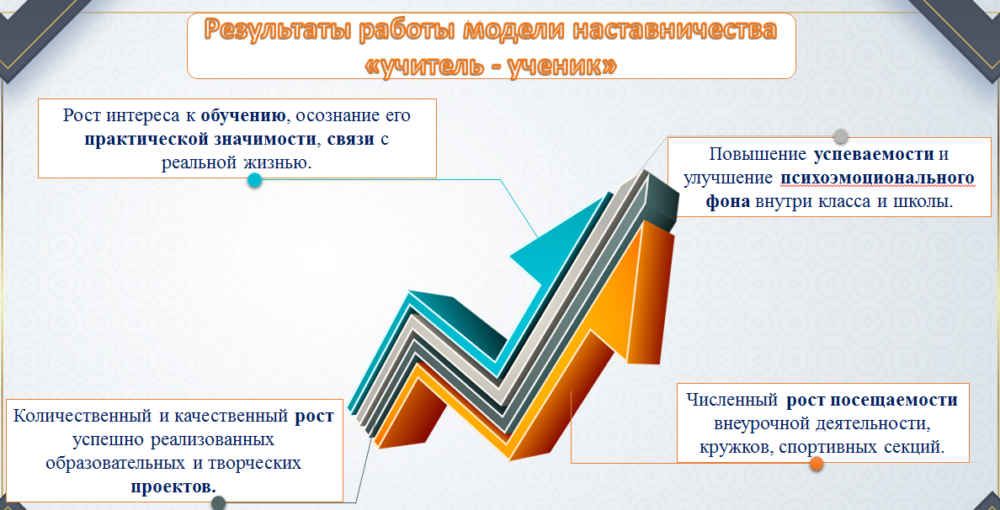 Результаты работы модели наставничества
«учитель - ученик»
Рост интереса к обучению, осознание его
практической значимости, связи с
реальной жизнью.
Повышение успеваемости и
улучшение психоэмоционального
фона внутри класса и школы.
Количественный и качественный рост
успешно реализованных
образовательных и творческих
проектов.
Численный рост посещаемости
внеурочной деятельности,
кружков, спортивных секций.